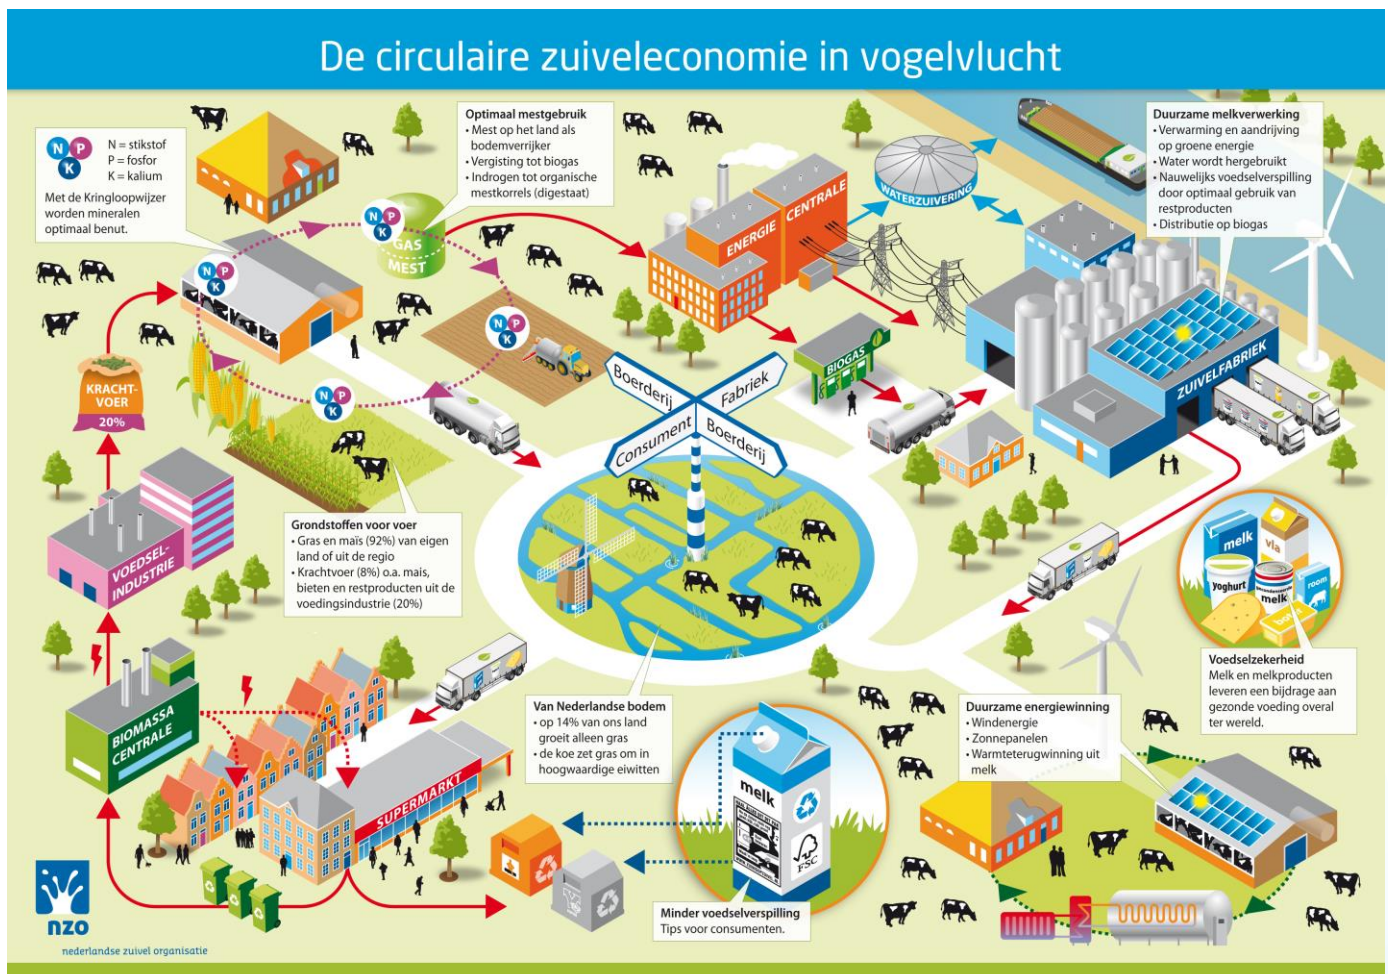 De circulaire zuiveleconomie in vogelvlucht
N P K
N = stikstof
P = fosfor
K = kalium
Met de Kringloopwijzer
worden mineralen
optimaal benut.
Optimaal mestgebruik
• Mest op het land als
bodemverrijker
• Vergisting tot biogas
• Indrogen tot organische
mestkorrels (digestaat)
Duurzame melkverwerking
• Verwarming en aandrijving
op groene energie
• Water wordt hergebruikt
• Nauwelijks voedselverspilling
door optimaal gebruik van
restproducten
• Distributie op biogas
WATERZUIVERING
ENERGIE
CENTRALE
N P K
GAS
MEST
N P K
N P K
N P K
BIOGAS
ZUIVELFABRIEK
Boerderij
Fabriek
Consument
Boerderij
KRACHT-
VOER
20%
VOEDSEL-
INDUSTRIE
Grondstoffen voor voer
• Gras en maïs (92%) van eigen
land of uit de regio
• Krachtvoer (8%) o.a. mais,
bieten en restproducten uit de
voedingsindustrie (20%)
melk
vla
yoghurt
melk
room
Voedselzekerheid
Melk en melkproducten
leveren een bijdrage aan
gezonde voeding overal
ter wereld.
BIOMASSA
CENTRALE
Van Nederlandse bodem
• op 14% van ons land
groeit alleen gras
• de koe zet gras om in
hoogwaardige eiwitten
Duurzame energiewinning
• Windenergie
• Zonnepanelen
• Warmteterugwinning uit
melk
SUPERMARKT
melk
FSC
Minder voedselverspilling
Tips voor consumenten.
nzo
nederlandse zuivel organisatie